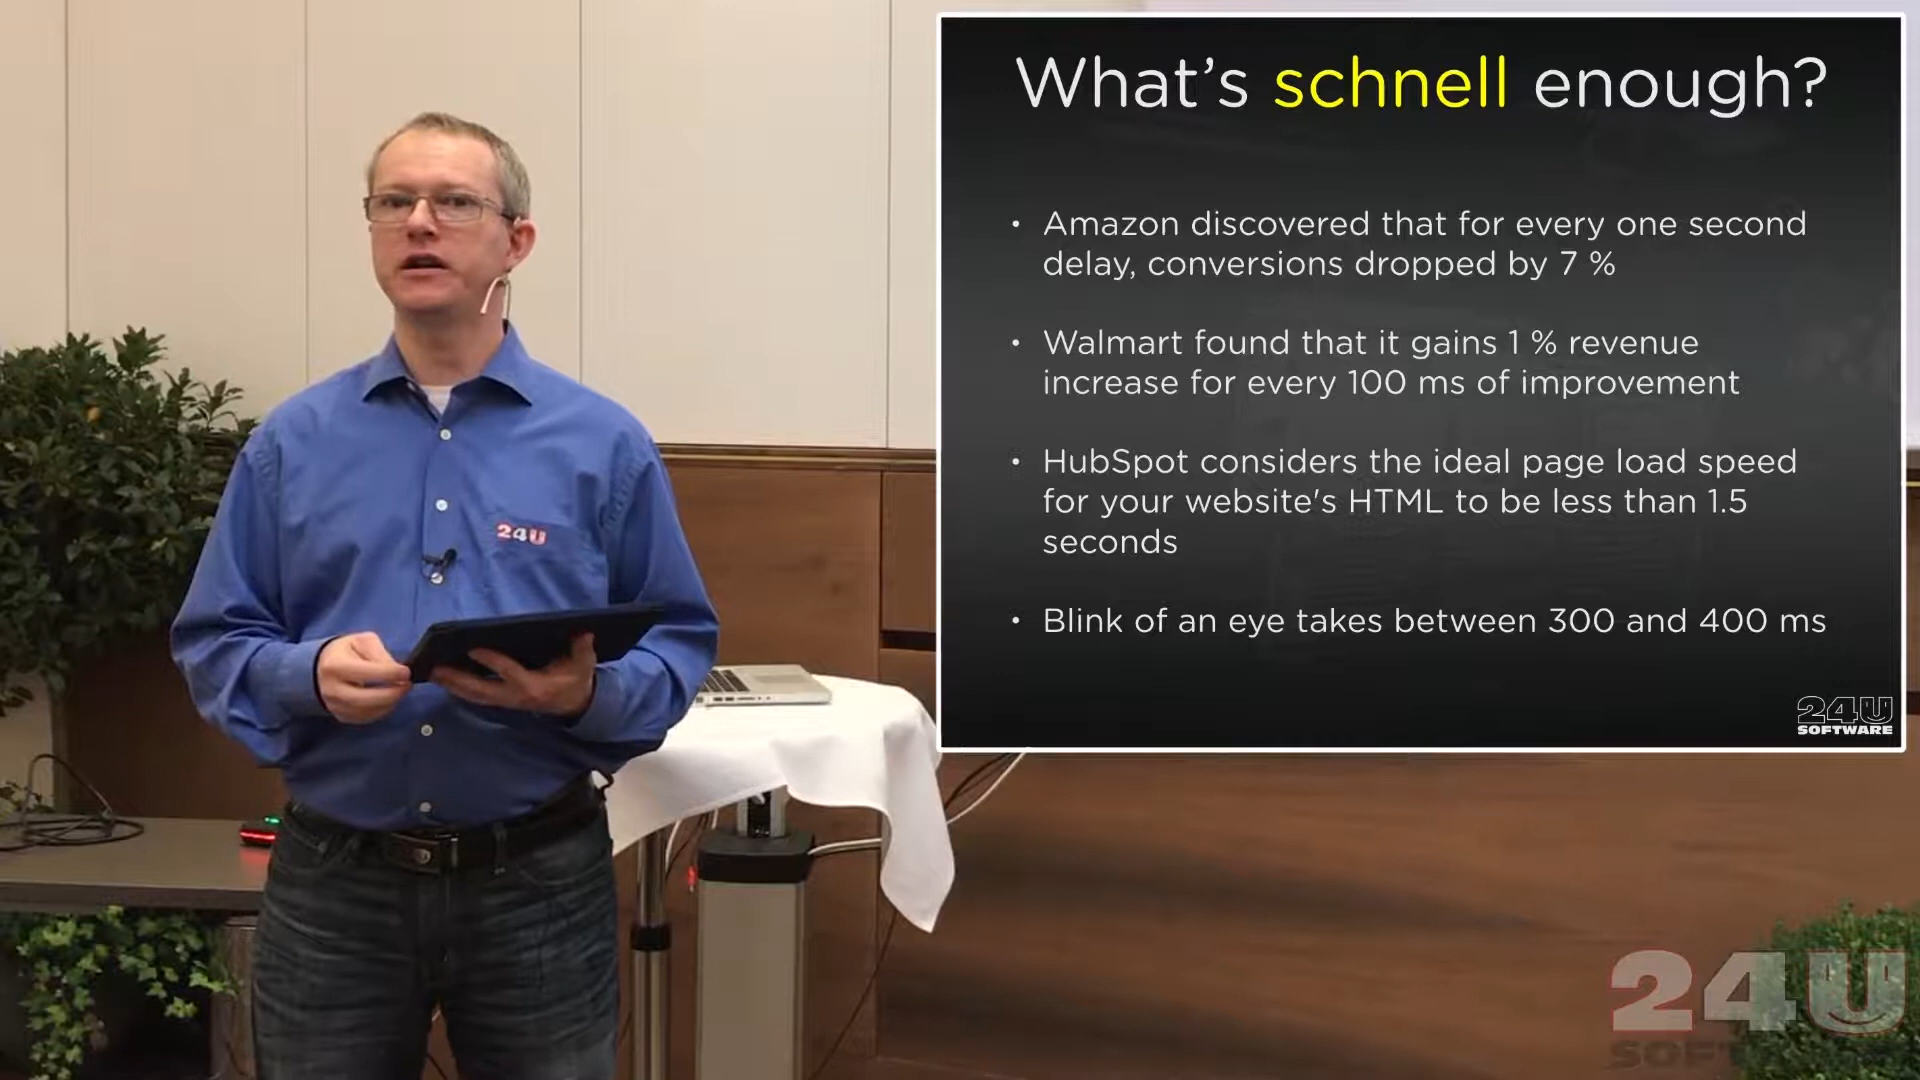 What's schnell enough?
• Amazon discovered that for every one second
delay, conversions dropped by 7 %
• Walmart found that it gains 1 % revenue
increase for every 100 ms of improvement
• HubSpot considers the ideal page load speed
for your website's HTML to be less than 1.5
seconds
• Blink of an eye takes between 300 and 400 ms
24U
SOFTWARE
24U
24U
SOFTWARE